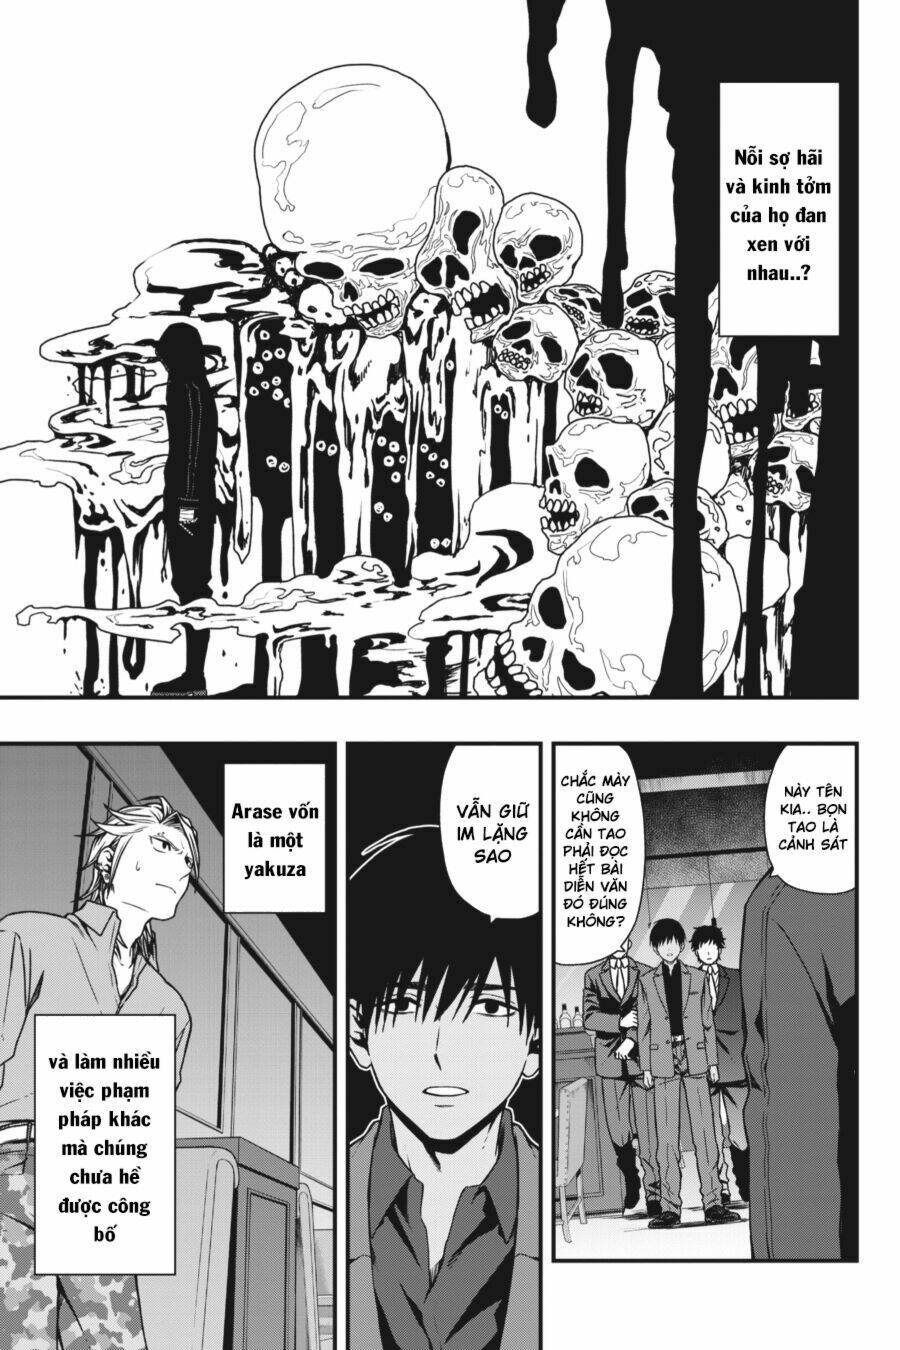 Nỗi sợ hãi
và kinh tởm
của họ đan
xen với
nhau..?
NÀY TÊN
KIA.. BỌN
TAO LÀ
CẢNH SÁT
CHẮC MÀY
CŨNG
KHÔNG
CẦN TAO
PHẢI ĐỌC
HẾT BÀI
DIỄN VĂN
ĐÓ ĐÚNG
KHÔNG?
VẪN GIỮ
IM LẶNG
SAO
Arase vốn
là một
yakuza
và làm nhiều
việc phạm
pháp khác
mà chúng
chưa hề
được công
bố